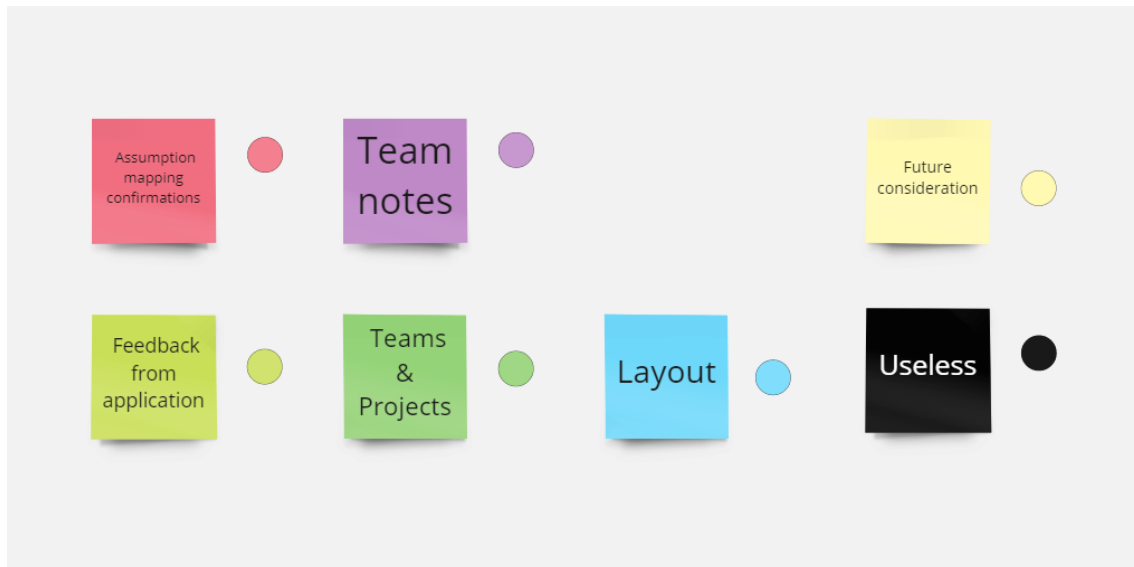 Assumption
mapping
confirmations
Team
notes
Future
consideration
Feedback
from
application
Teams
&
Projects
Layout
Useless